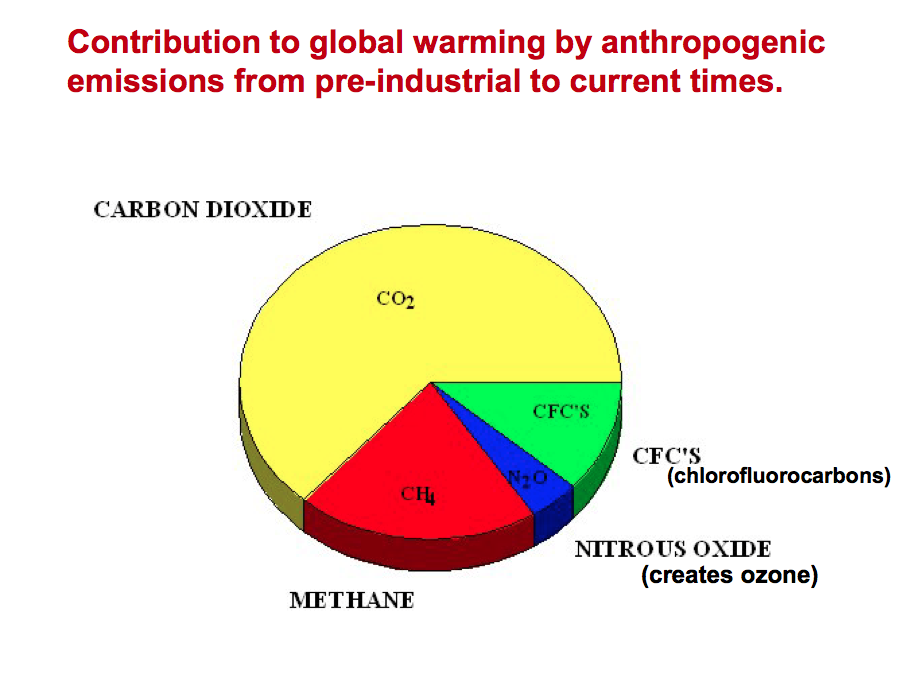 Contribution to global warming by anthropogenic
emissions from pre-industrial to current times.
CARBON DIOXIDE
CO2
CFC'S
CFC'S
(chlorofluorocarbons)
N2O
CH4
NITROUS OXIDE
(creates ozone)
METHANE